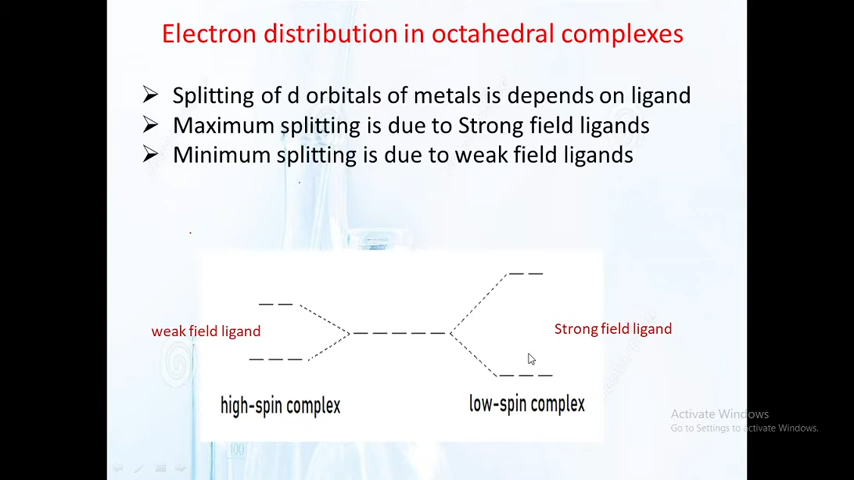 Electron distribution in octahedral complexes
Splitting of d orbitals of metals is depends on ligand
Maximum splitting is due to Strong field ligands
Minimum splitting is due to weak field ligands
weak field ligand
Strong field ligand
high-spin complex
low-spin complex
Activate Windows
Go to Settings to Activate Windows.
100